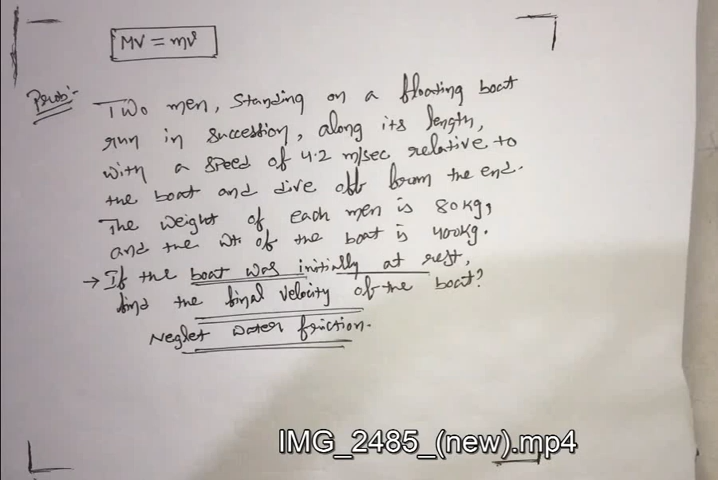 MV = mv
Prob:-
Two men, standing on a floating boat
run in succession, along its length,
with a speed of 4.2 m/sec relative to
the boat and dive off from the end.
The weight of each men is 80kg,
and the wt. of the boat is 400kg.
→ If the boat was initially at rest,
find the final velocity of the boat?
Neglet water friction.
IMG_2485_(new).mp4